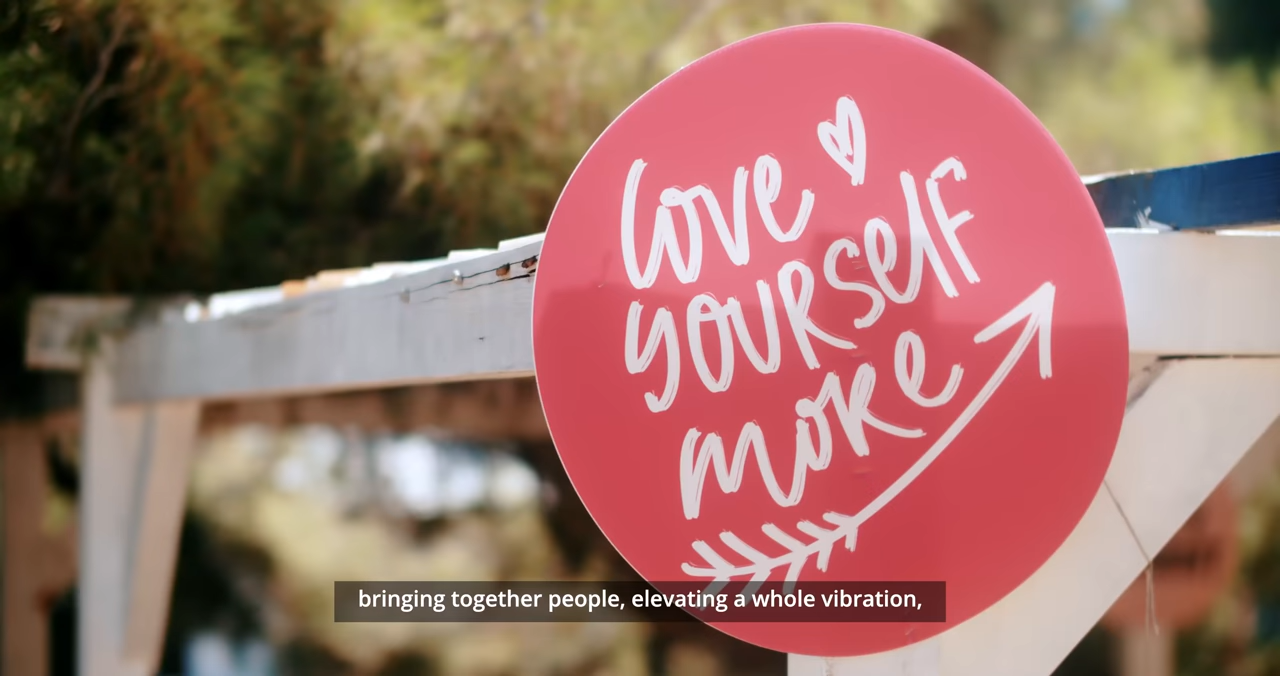 love
yourself
more
bringing together people, elevating a whole vibration,